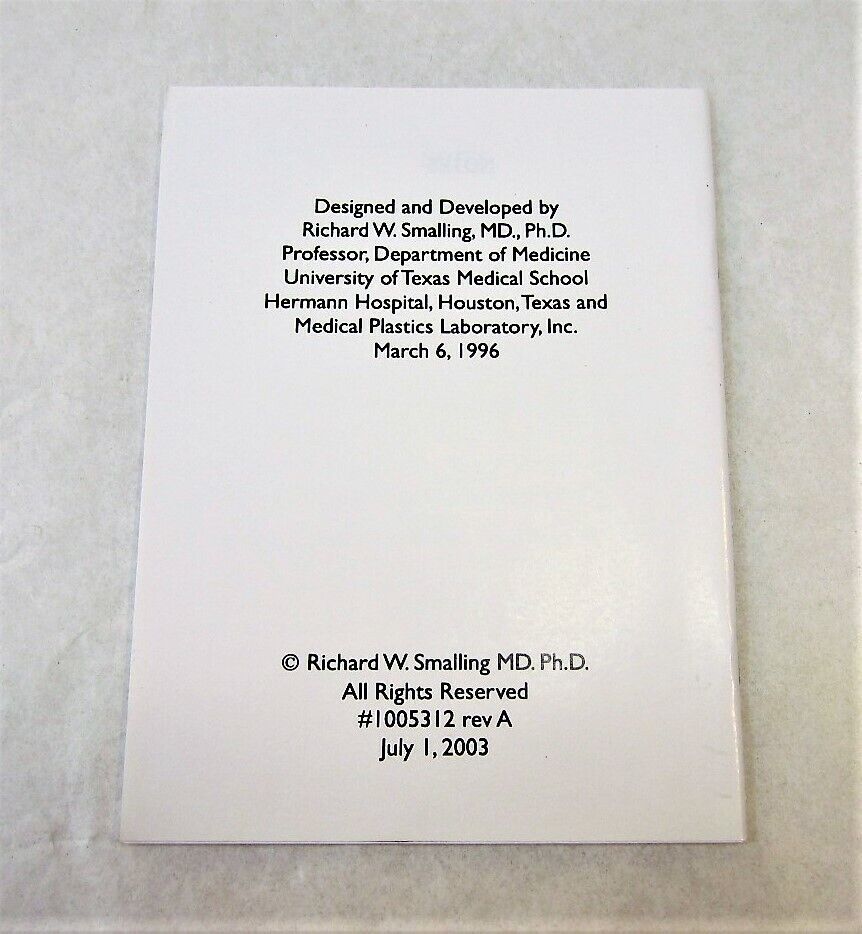 Designed and Developed by
Richard W. Smalling, MD., Ph.D.
Professor, Department of Medicine
University of Texas Medical School
Hermann Hospital, Houston, Texas and
Medical Plastics Laboratory, Inc.
March 6, 1996
© Richard W. Smalling MD. Ph.D.
All Rights Reserved
#1005312 rev A
July 1, 2003